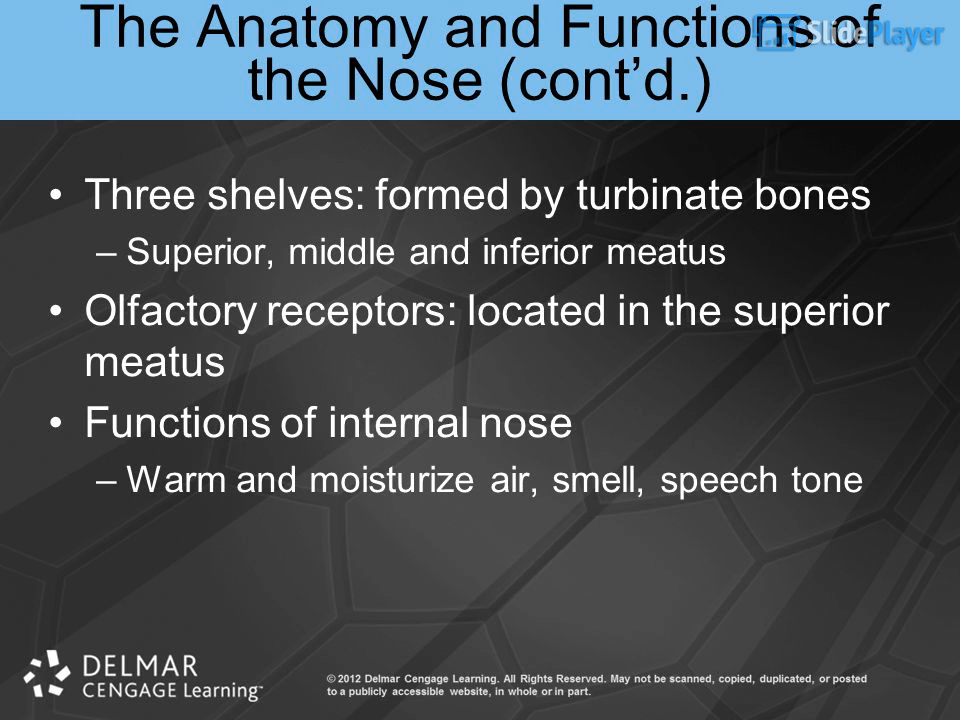 The Anatomy and Functions of
the Nose (cont’d.)
SlidePlayer
• Three shelves: formed by turbinate bones
– Superior, middle and inferior meatus
• Olfactory receptors: located in the superior
meatus
• Functions of internal nose
– Warm and moisturize air, smell, speech tone
DELMAR
CENGAGE Learning™
© 2012 Delmar Cengage Learning. All Rights Reserved. May not be scanned, copied, duplicated, or posted
to a publicly accessible website, in whole or in part.